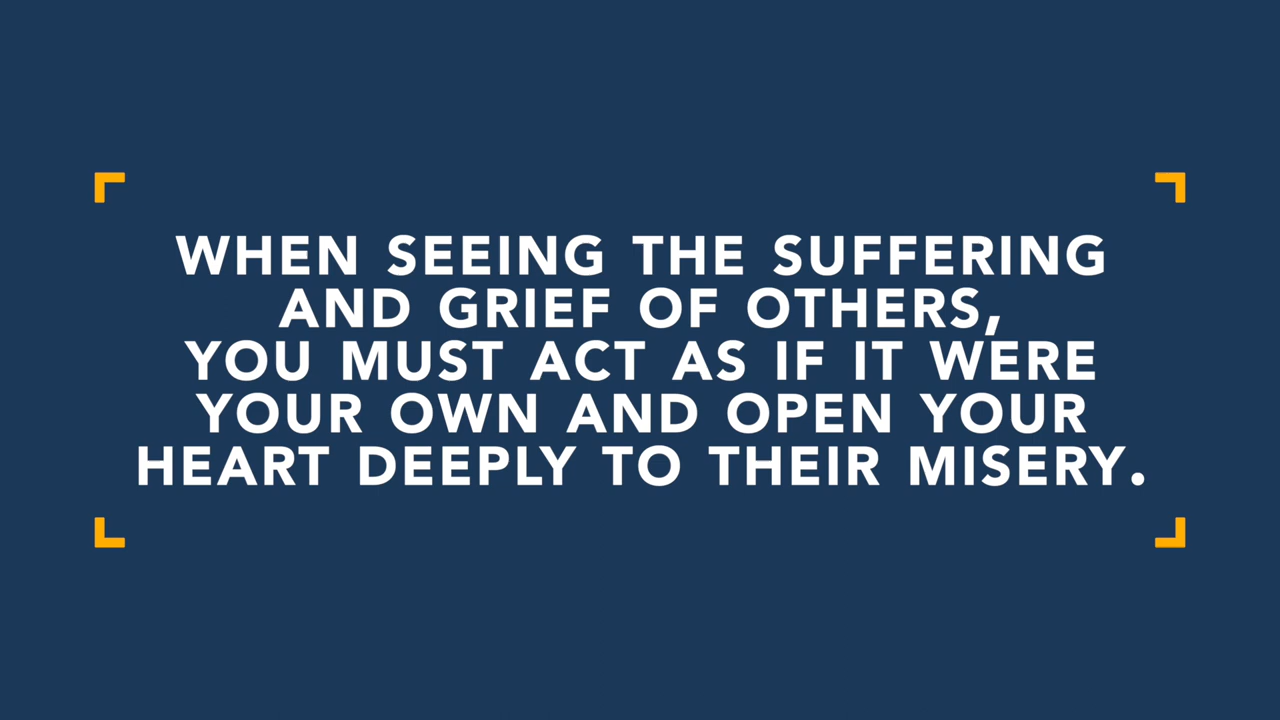 WHEN SEEING THE SUFFERING
AND GRIEF OF OTHERS,
YOU MUST ACT AS IF IT WERE
YOUR OWN AND OPEN YOUR
HEART DEEPLY TO THEIR MISERY.